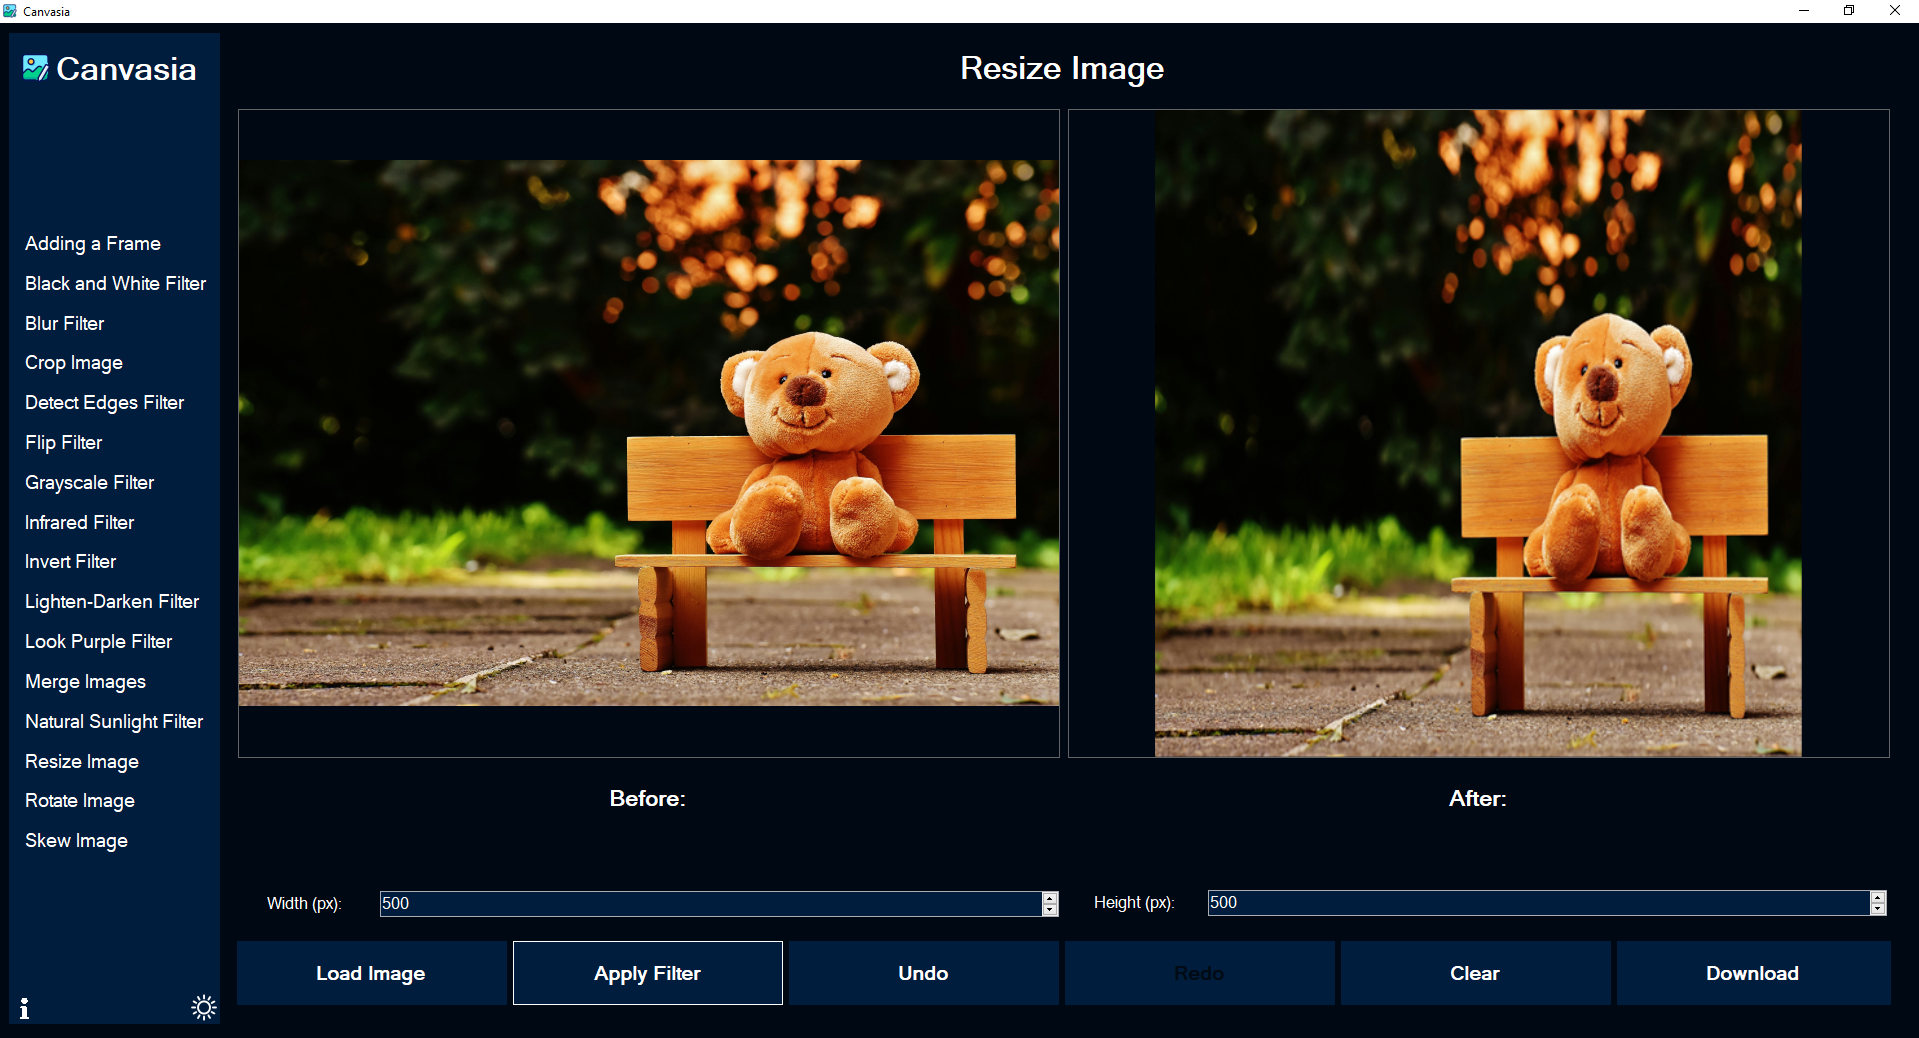 Canvasia
Canvasia
Resize Image
Adding a Frame
Black and White Filter
Blur Filter
Crop Image
Detect Edges Filter
Flip Filter
Grayscale Filter
Infrared Filter
Invert Filter
Lighten-Darken Filter
Look Purple Filter
Merge Images
Natural Sunlight Filter
Resize Image
Rotate Image
Skew Image
Before:
After:
Width (px): 500
Height (px): 500
Load Image
Apply Filter
Undo
Redo
Clear
Download